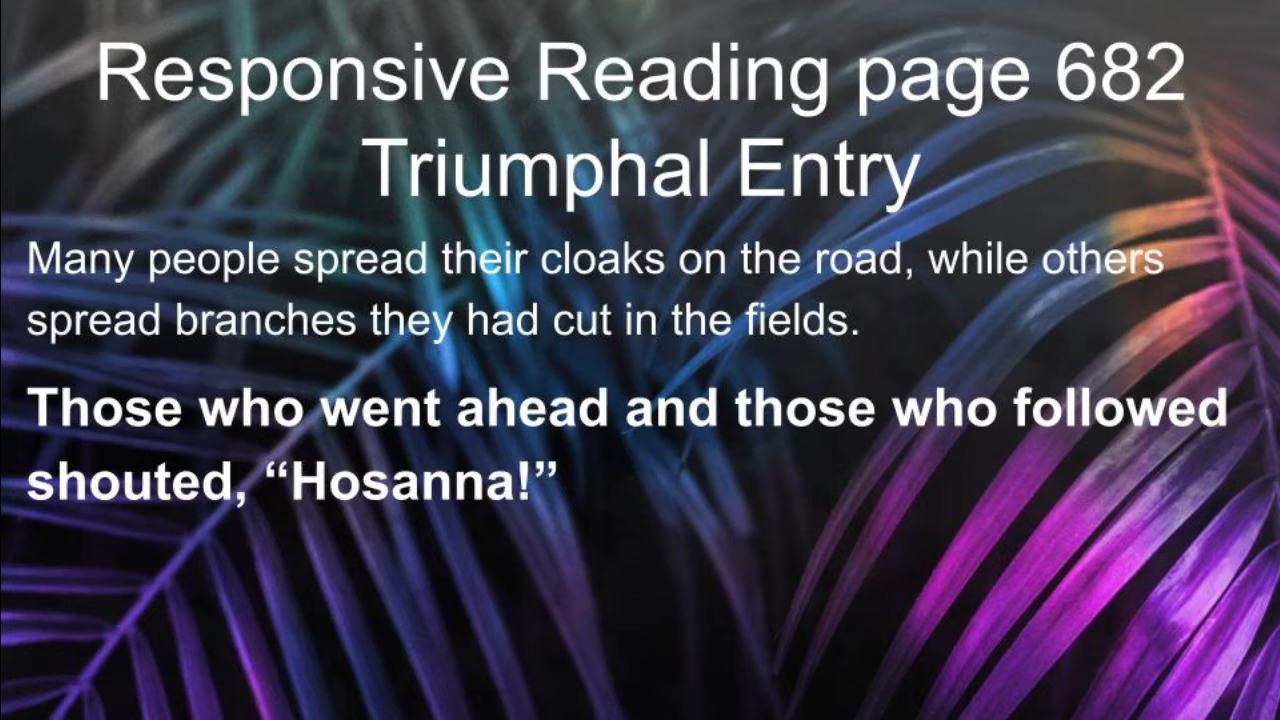 Responsive Reading page 682
Triumphal Entry
Many people spread their cloaks on the road, while others
spread branches they had cut in the fields.
Those who went ahead and those who followed
shouted, “Hosanna!”